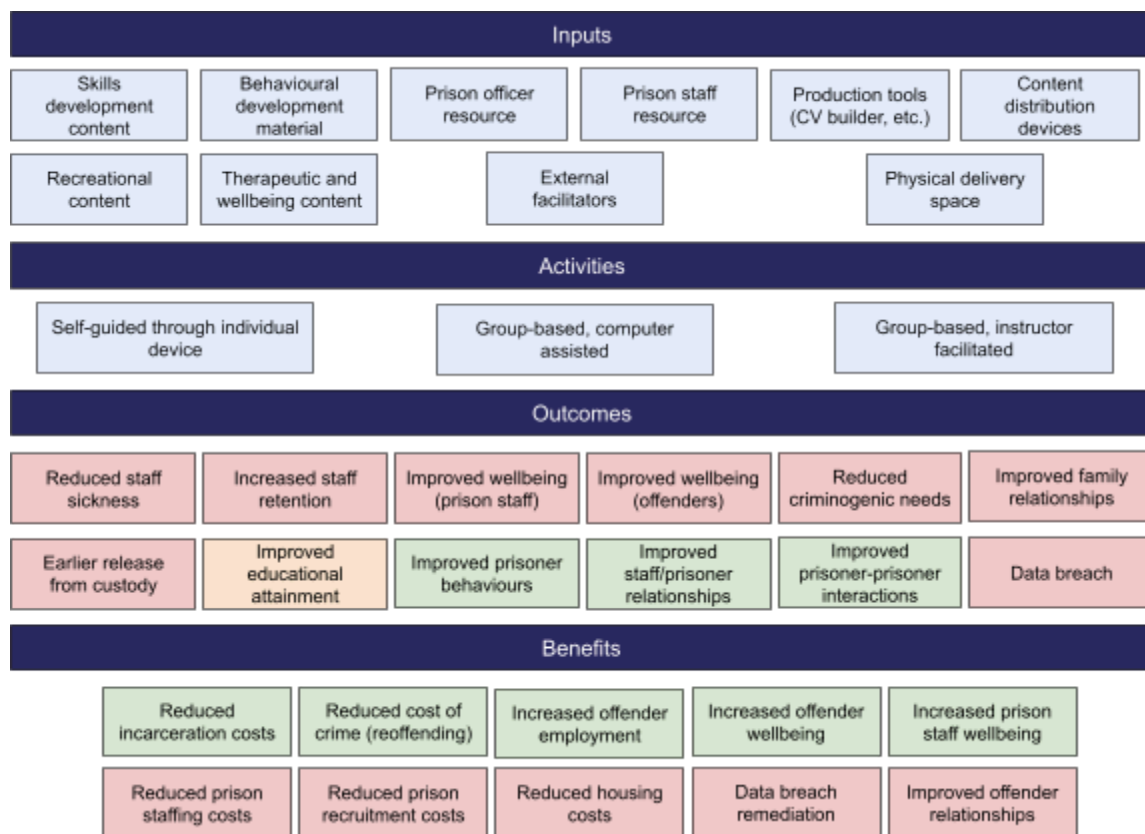 Inputs
Skills
development
content
Behavioural
development
material
Prison officer
resource
Prison staff
resource
Production tools
(CV builder, etc.)
Content
distribution
devices
Recreational
content
Therapeutic and
wellbeing content
External
facilitators
Physical delivery
space
Activities
Self-guided through individual
device
Group-based, computer
assisted
Group-based, instructor
facilitated
Outcomes
Reduced staff
sickness
Increased staff
retention
Improved wellbeing
(prison staff)
Improved wellbeing
(offenders)
Reduced
criminogenic needs
Improved family
relationships
Earlier release
from custody
Improved
educational
attainment
Improved prisoner
behaviours
Improved
staff/prisoner
relationships
Improved
prisoner-prisoner
interactions
Data breach
Benefits
Reduced
incarceration costs
Reduced cost of
crime (reoffending)
Increased offender
employment
Increased offender
wellbeing
Increased prison
staff wellbeing
Reduced prison
staffing costs
Reduced prison
recruitment costs
Reduced housing
costs
Data breach
remediation
Improved offender
relationships